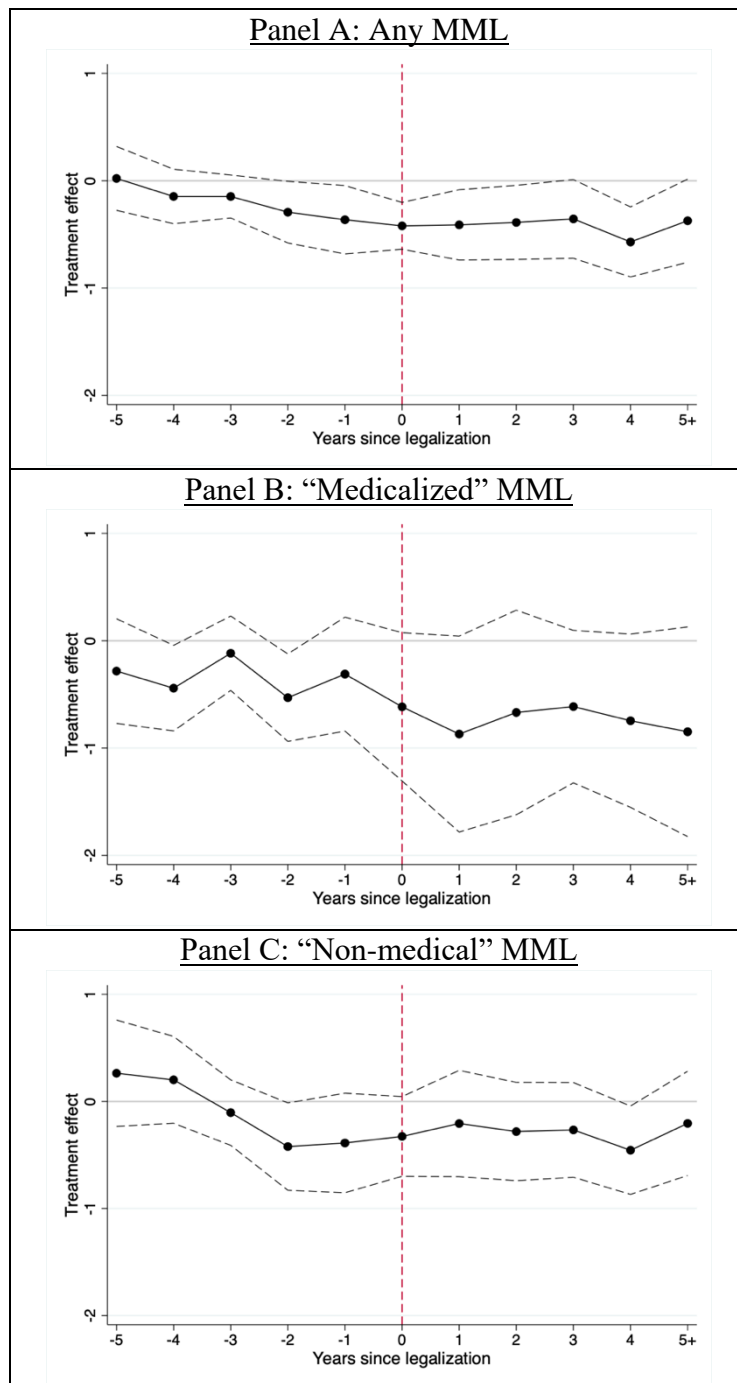 Panel A: Any MML
1
0
-1
-2
Treatment effect
-5 -4 -3 -2 -1 0 1 2 3 4 5+
Years since legalization
Panel B: “Medicalized” MML
1
0
-1
-2
Treatment effect
-5 -4 -3 -2 -1 0 1 2 3 4 5+
Years since legalization
Panel C: “Non-medical” MML
1
0
-1
-2
Treatment effect
-5 -4 -3 -2 -1 0 1 2 3 4 5+
Years since legalization